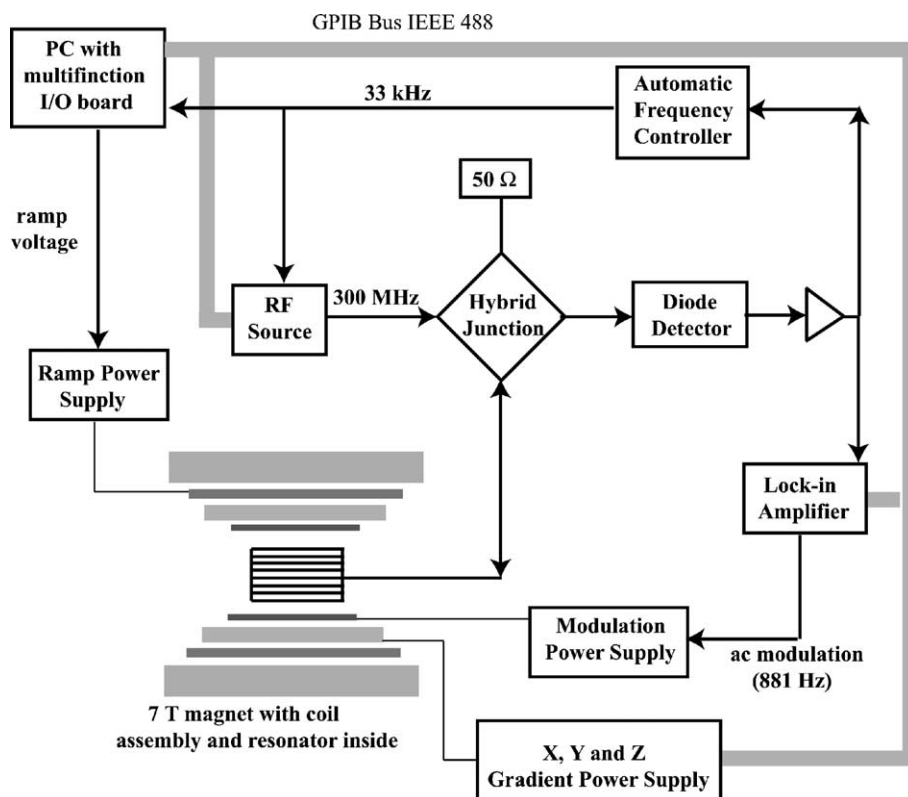 GPIB Bus IEEE 488
PC with
multifinction
I/O board
33 kHz
Automatic
Frequency
Controller
50 Ω
ramp
voltage
RF
Source
300 MHz
Hybrid
Junction
Diode
Detector
Ramp Power
Supply
Lock-in
Amplifier
Modulation
Power Supply
ac modulation
(881 Hz)
7 T magnet with coil
assembly and resonator inside
X, Y and Z
Gradient Power Supply